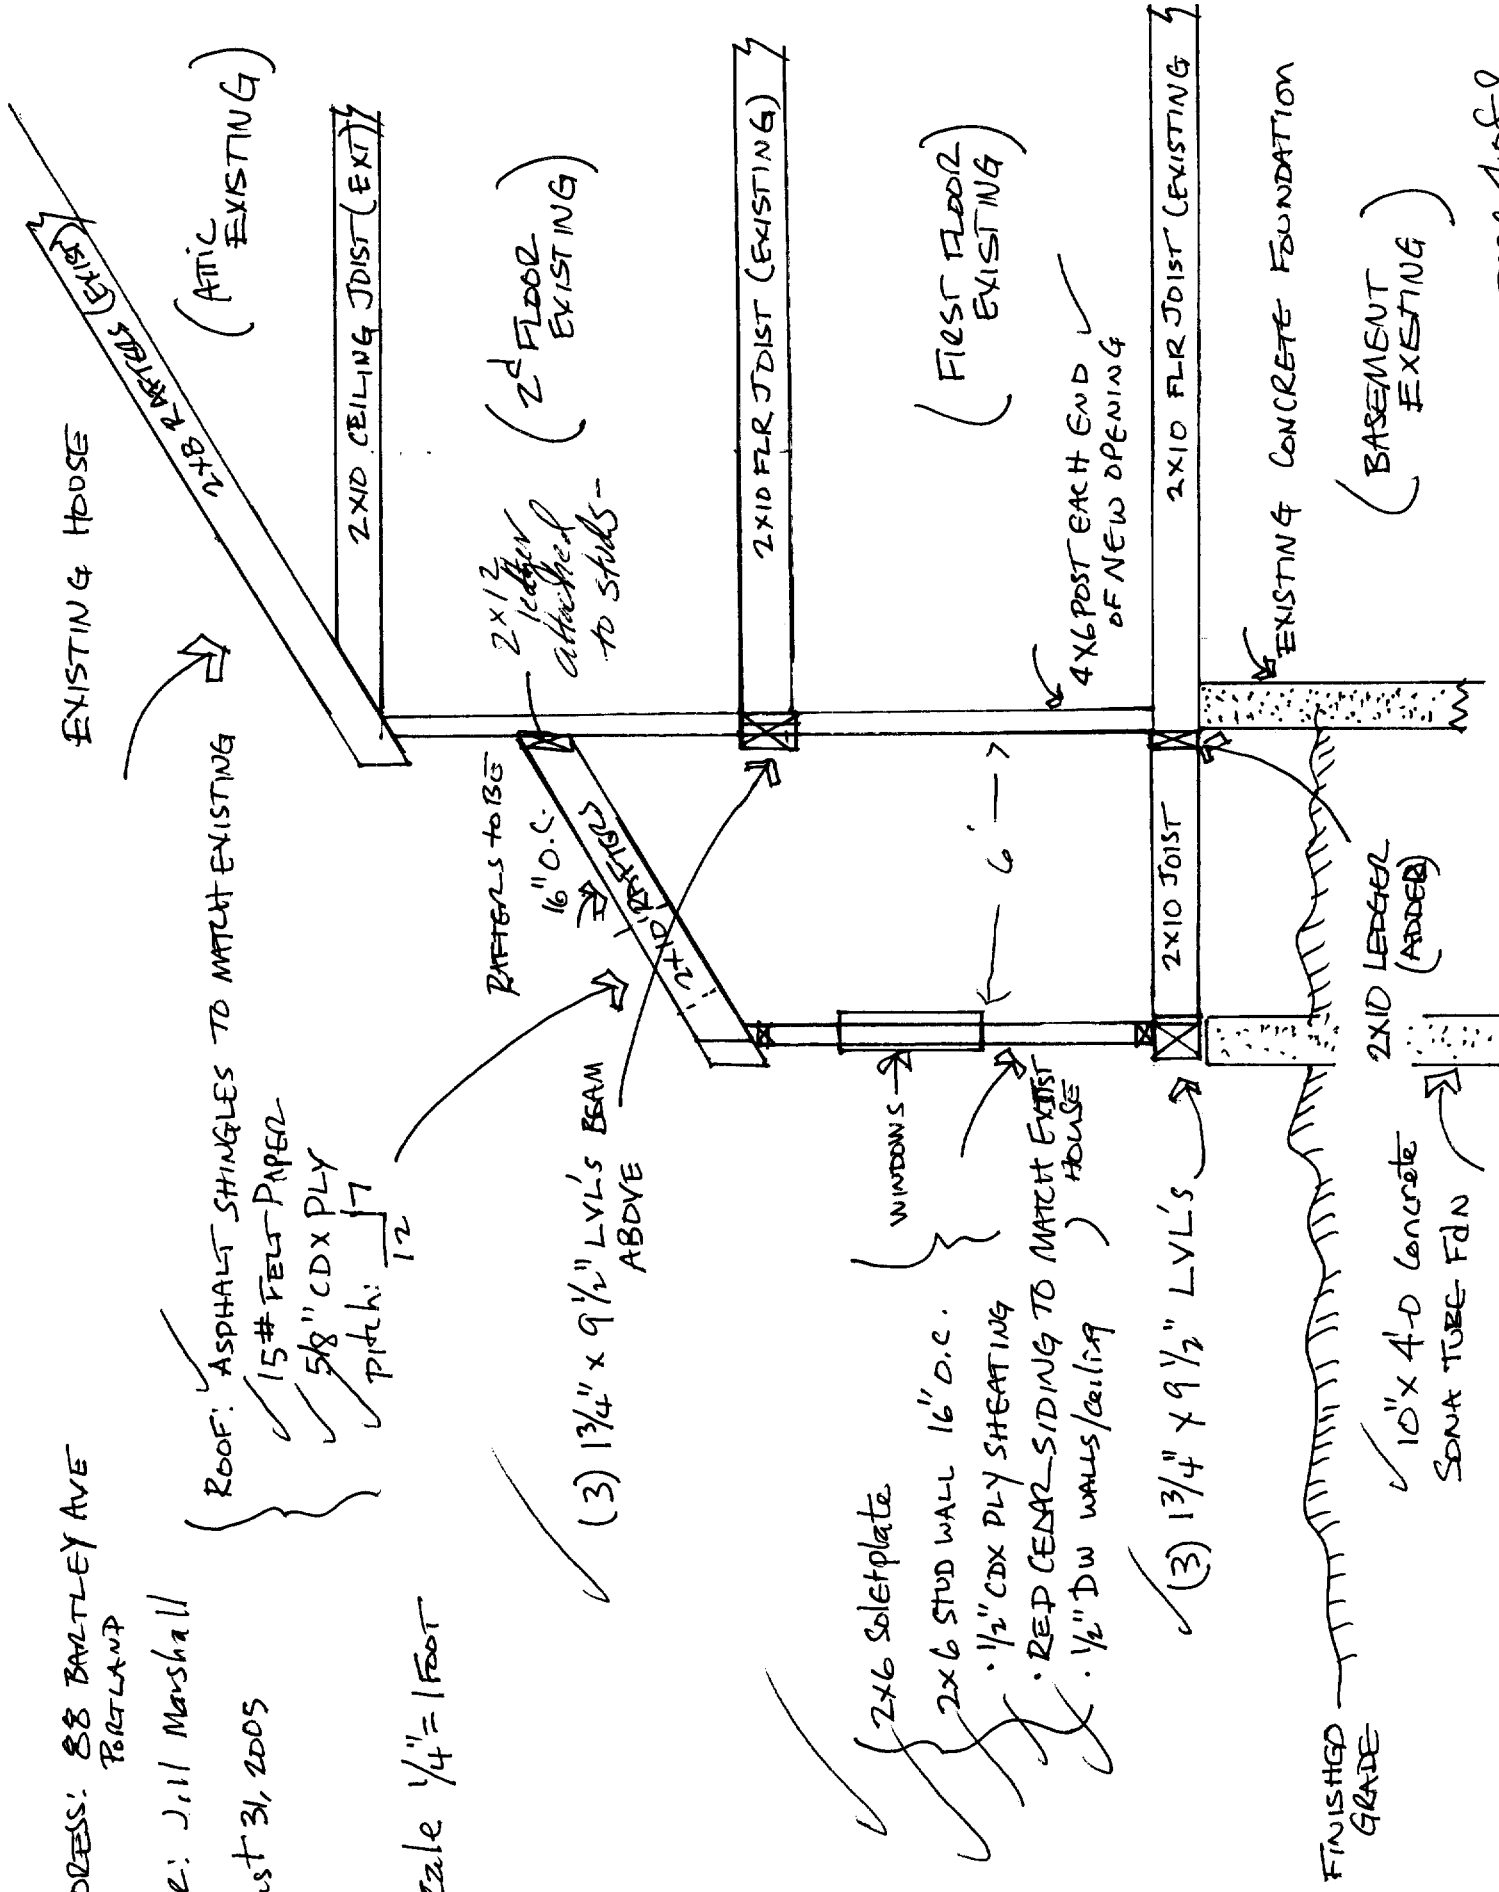 DRESS: 88 BARTLEY AVE
PORTLAND
R: Jill Marshall
ust 31, 2005
cale 1/4" = 1 FOOT
EXISTING HOUSE
ROOF: ASPHALT SHINGLES TO MATCH EXISTING
15# FELT PAPER
5/8" CDX PLY
pitch: 7
12
2x8 RAFTERS (EXIST)
(ATTIC
EXISTING)
2X10 CEILING JOIST (EXT)
RAFTERS to BE
16" O.C.
2x10 RAFTERS
2x12
ledger
attached
to studs-
(2d FLOOR
EXISTING)
(3) 1 3/4" x 9 1/2" LVL's BEAM
ABOVE
2X10 FLR JOIST (EXISTING)
(FIRST FLOOR
EXISTING)
2X6 Soleplate
2X6 STUD WALL 16" O.C.
· 1/2" CDX PLY SHEATING
· RED CEDAR SIDING TO MATCH EXIST
HOUSE
· 1/2" DW WALLS/ceiling
WINDOWS
6'
4X6 POST EACH END
OF NEW OPENING
(3) 1 3/4" x 9 1/2" LVL's
2X10 JOIST
2X10 FLR JOIST (EXISTING
EXISTING CONCRETE FOUNDATION
FINISHED
GRADE
2X10 LEDGER
(ADDED)
(BASEMENT
EXISTING)
10" x 4'-0 Concrete
SONA TUBE FdN